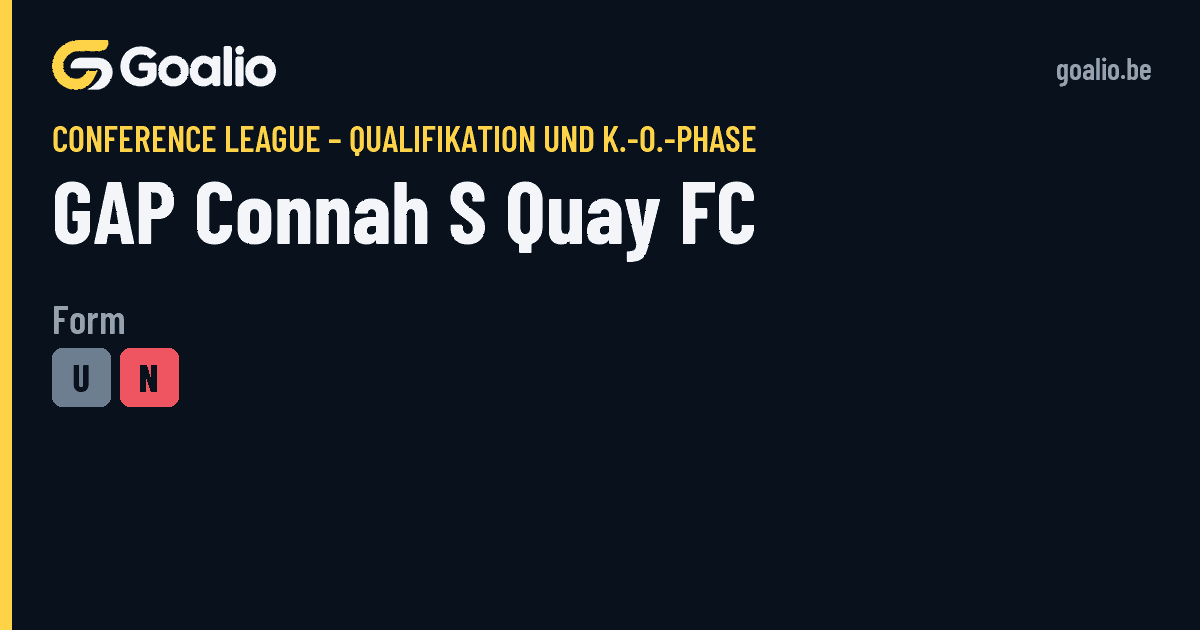 Goalio
goalio.be
CONFERENCE LEAGUE – QUALIFIKATION UND K.-O.-PHASE
GAP Connah S Quay FC
Form
U N